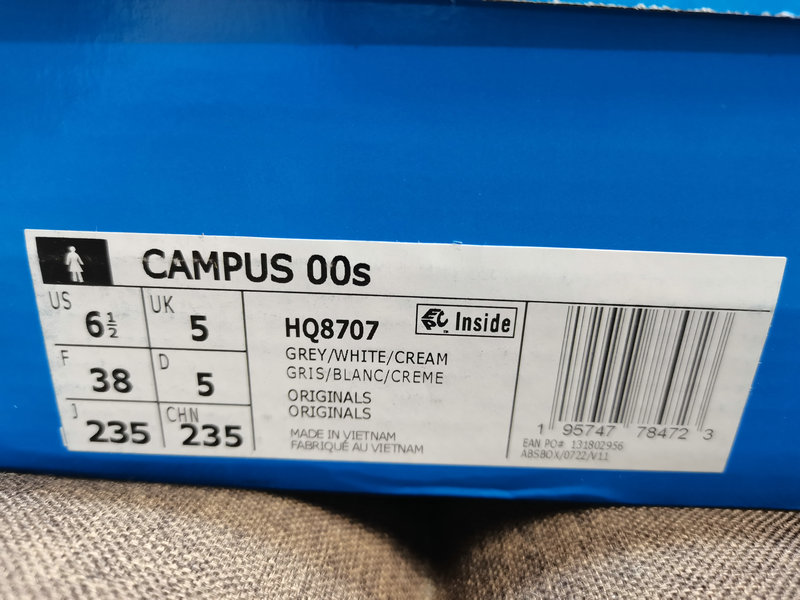 CAMPUS 00s
US 6½ UK 5
F 38 D 5
J 235 CHN 235
HQ8707
Inside
GREY/WHITE/CREAM
GRIS/BLANC/CREME
ORIGINALS
ORIGINALS
MADE IN VIETNAM
FABRIQUÉ AU VIETNAM
1 95747 78472 3
EAN PO# 131802956
ABSBOX/0722/V11